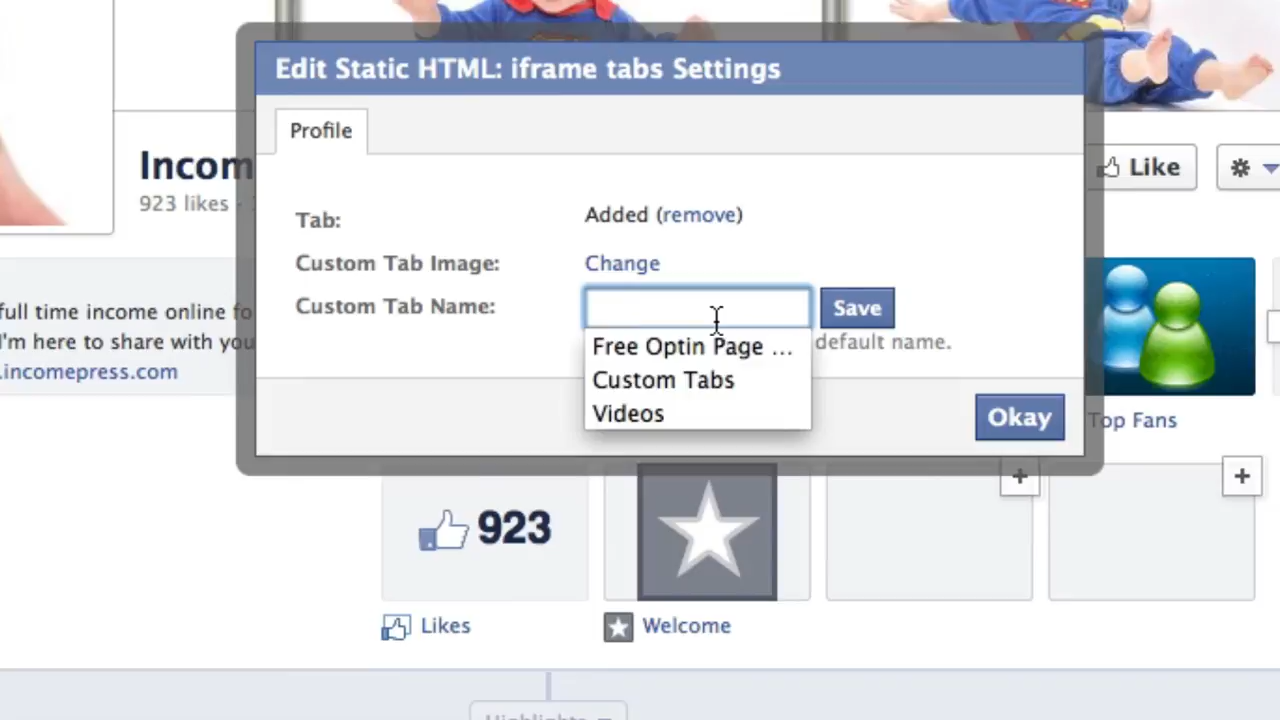 Edit Static HTML: iframe tabs Settings
Profile
Incom
Like
923 likes
Tab:
Added (remove)
Custom Tab Image:
Change
full time income online fo
Custom Tab Name:
Save
I'm here to share with you
default name.
Free Optin Page ...
.incomepress.com
Custom Tabs
Videos
Okay
Top Fans
923
Likes
Welcome
Highlights